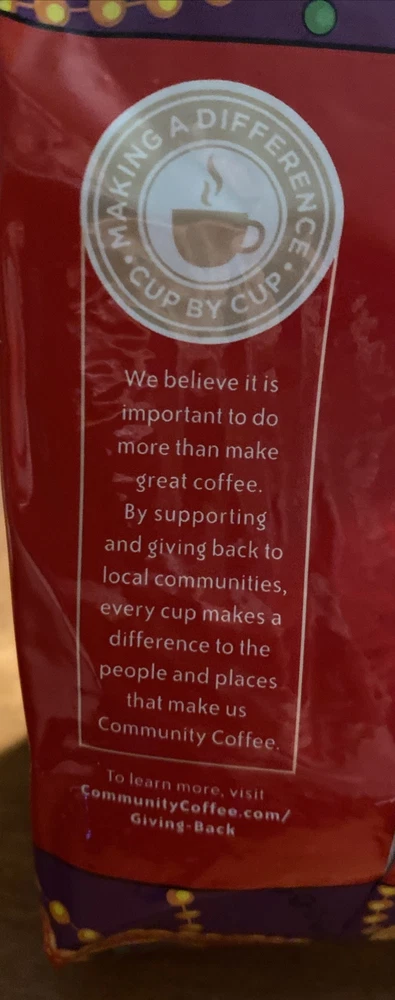 MAKING A DIFFERENCE
• CUP BY CUP •
We believe it is
important to do
more than make
great coffee.
By supporting
and giving back to
local communities,
every cup makes a
difference to the
people and places
that make us
Community Coffee.
To learn more, visit
CommunityCoffee.com/
Giving-Back